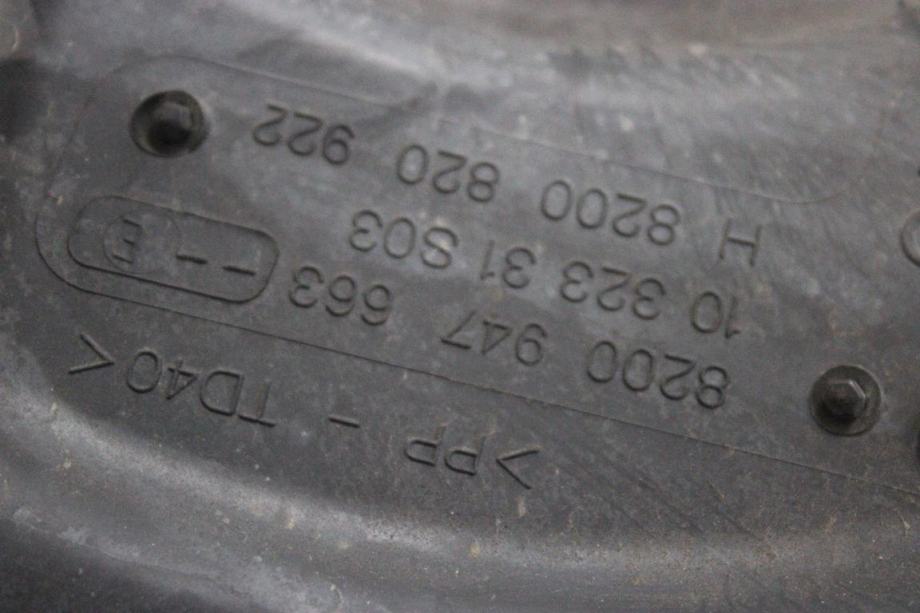 >PP - TD40<
8200 947 663 -- E
10 323 31 S03
H 8200 820 922